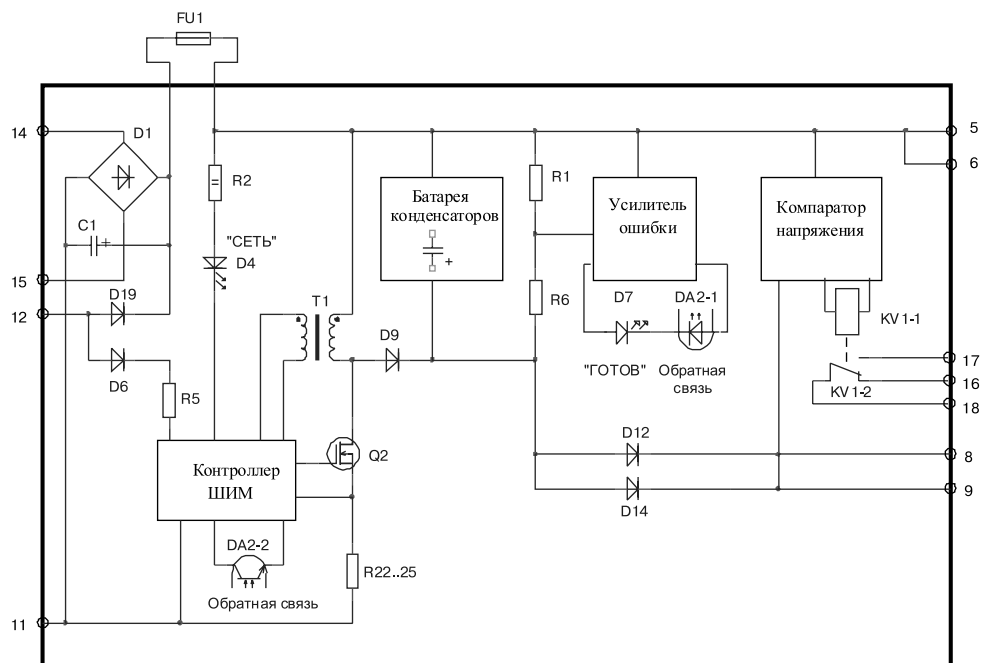 FU1
14
D1
5
6
R2
R1
Батарея
конденсаторов
+
Усилитель
ошибки
Компаратор
напряжения
C1
+
"СЕТЬ"
D4
15
12
D19
T1
R6
D7
DA2-1
KV1-1
D6
D9
"ГОТОВ"
Обратная
связь
17
16
KV1-2
18
R5
Контроллер
ШИМ
Q2
D12
8
D14
9
DA2-2
R22..25
Обратная связь
11